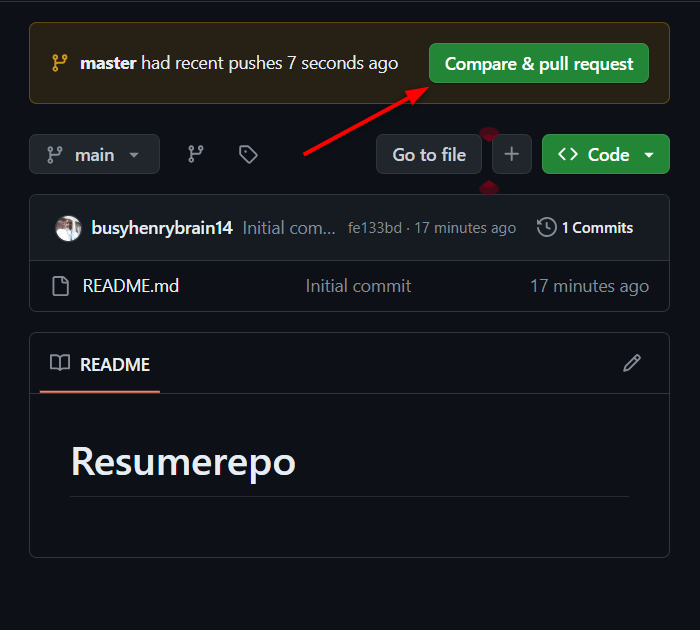 master had recent pushes 7 seconds ago Compare & pull request
main Go to file + Code
busyhenrybrain14 Initial com... fe133bd · 17 minutes ago 1 Commits
README.md Initial commit 17 minutes ago
README
Resumerepo